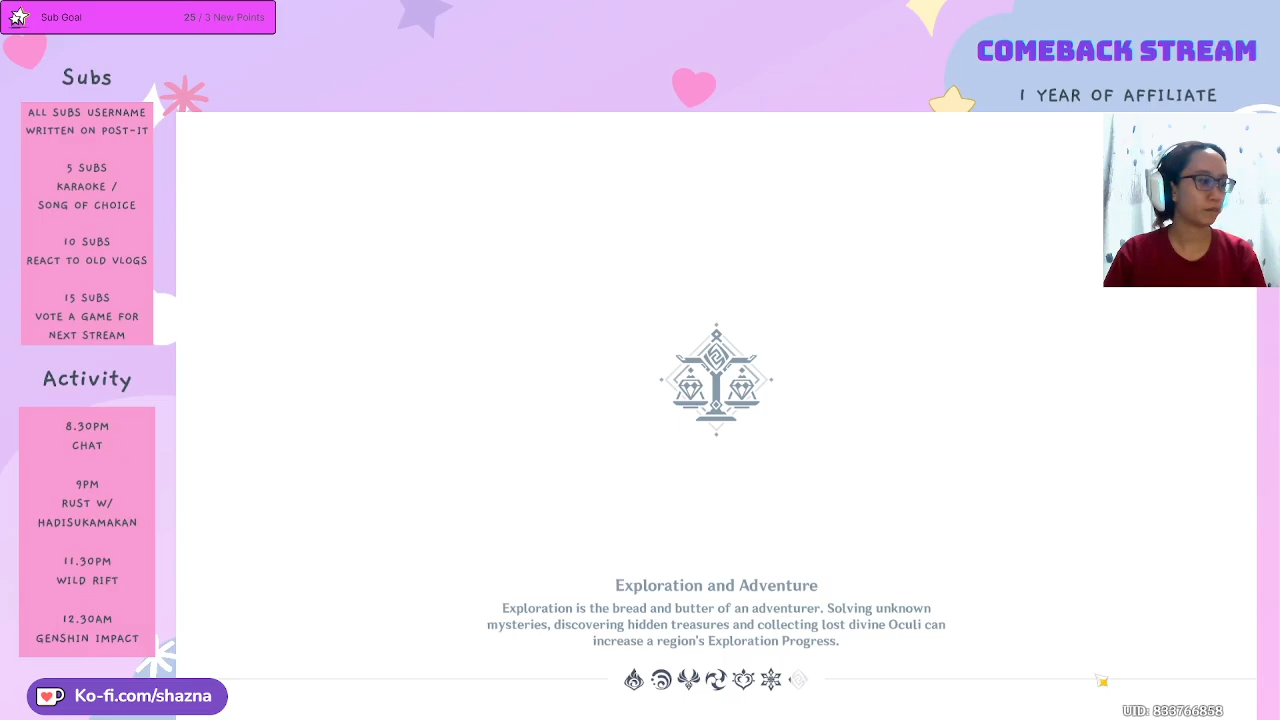 Sub Goal
25 / 3 New Points
COMEBACK STREAM
1 YEAR OF AFFILIATE
Subs
ALL SUBS USERNAME
WRITTEN ON POST-IT
5 SUBS
KARAOKE /
SONG OF CHOICE
10 SUBS
REACT TO OLD VLOGS
15 SUBS
VOTE A GAME FOR
NEXT STREAM
Activity
8.30PM
CHAT
9PM
RUST W/
HADISUKAMAKAN
11.30PM
WILD RIFT
12.30AM
GENSHIN IMPACT
Ko-fi.com/shazna
Exploration and Adventure
Exploration is the bread and butter of an adventurer. Solving unknown
mysteries, discovering hidden treasures and collecting lost divine Oculi can
increase a region's Exploration Progress.
UID: 833766858